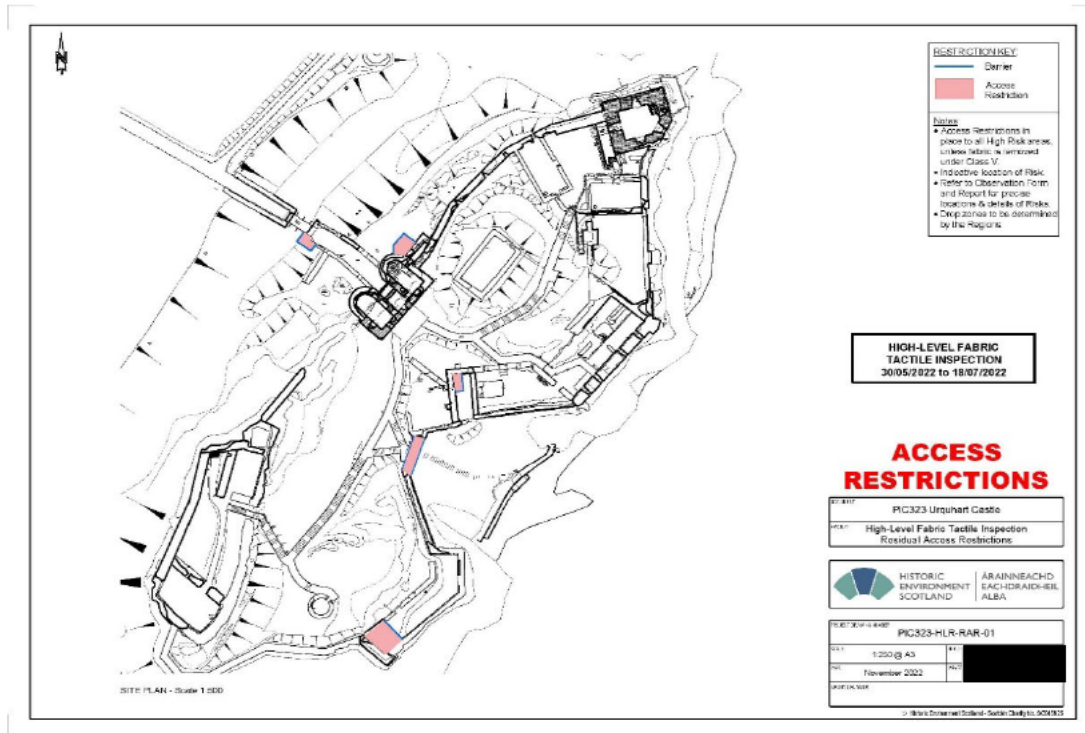 N
RESTRICTION KEY
Barrier
Access
Restriction
Notes
• Access Restrictions in
place to all High Risk areas,
unless fabric is removed
under Class V.
• Indicative location of Risk.
• Refer to Observation Form
and Report for precise
locations & details of Risks.
• Drop zones to be determined
by the Regions
HIGH-LEVEL FABRIC
TACTILE INSPECTION
30/05/2022 to 18/07/2022
ACCESS
RESTRICTIONS
PIC323 Urquhart Castle
High-Level Fabric Tactile Inspection
Residual Access Restrictions
HISTORIC
ENVIRONMENT
SCOTLAND
ÀRAINNEACHD
EACHDRAIDHEIL
ALBA
PIC323-HLR-RAR-01
1:250 @ A3
November 2022
SITE PLAN - Scale 1:500